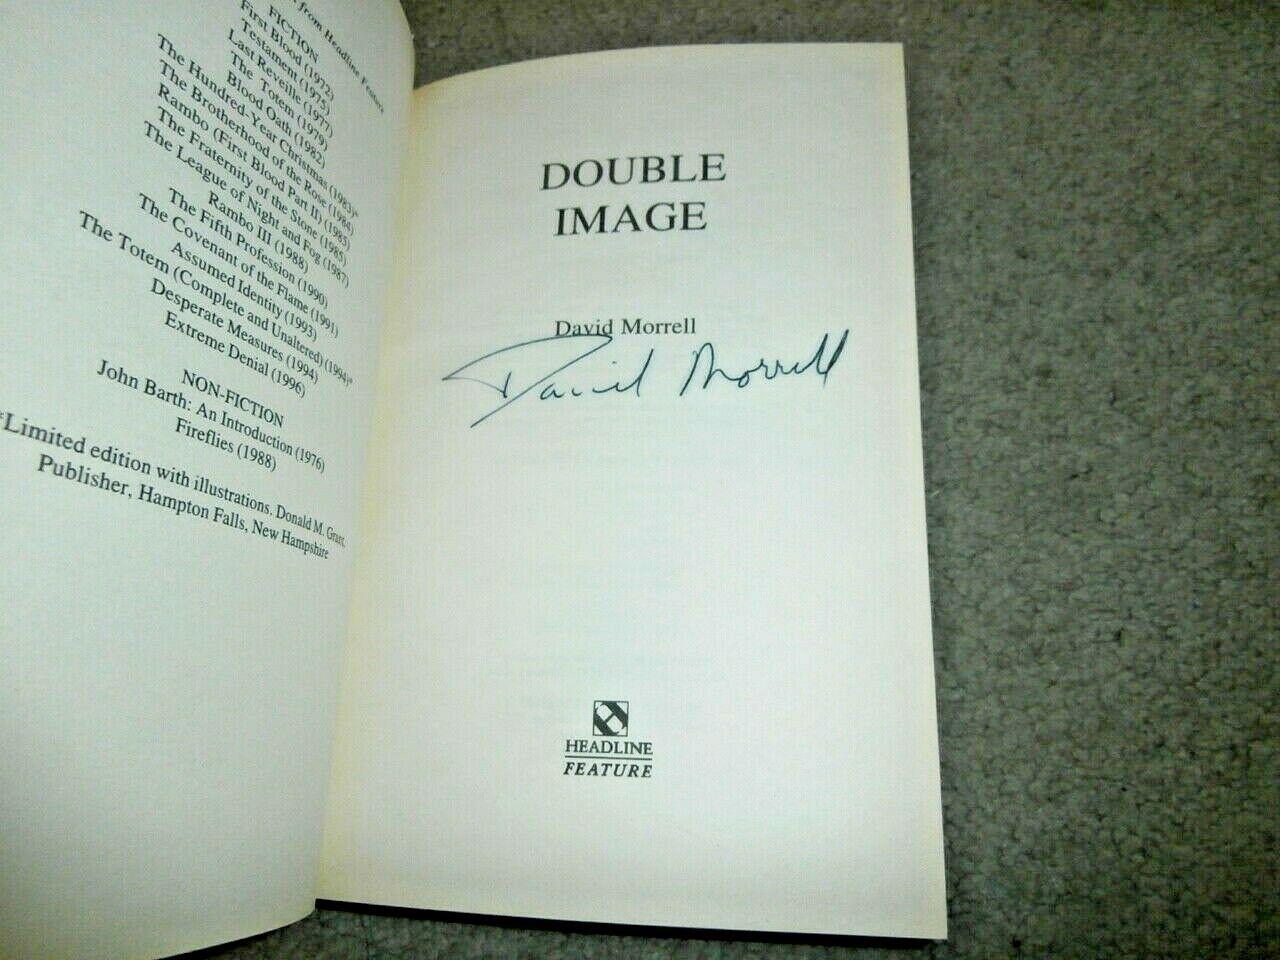 from Headline Feature
FICTION
First Blood (1972)
Testament (1975)
Last Reveille (1977)
The Totem (1979)
Blood Oath (1982)
The Hundred-Year Christmas (1983)*
The Brotherhood of the Rose (1984)
Rambo (First Blood Part II) (1985)
The Fraternity of the Stone (1985)
The League of Night and Fog (1987)
Rambo III (1988)
The Fifth Profession (1990)
The Covenant of the Flame (1991)
Assumed Identity (1993)
The Totem (Complete and Unaltered) (1994)*
Desperate Measures (1994)
Extreme Denial (1996)
NON-FICTION
John Barth: An Introduction (1976)
Fireflies (1988)
*Limited edition with illustrations. Donald M. Grant,
Publisher, Hampton Falls, New Hampshire
DOUBLE
IMAGE
David Morrell
David Morrell
HEADLINE
FEATURE